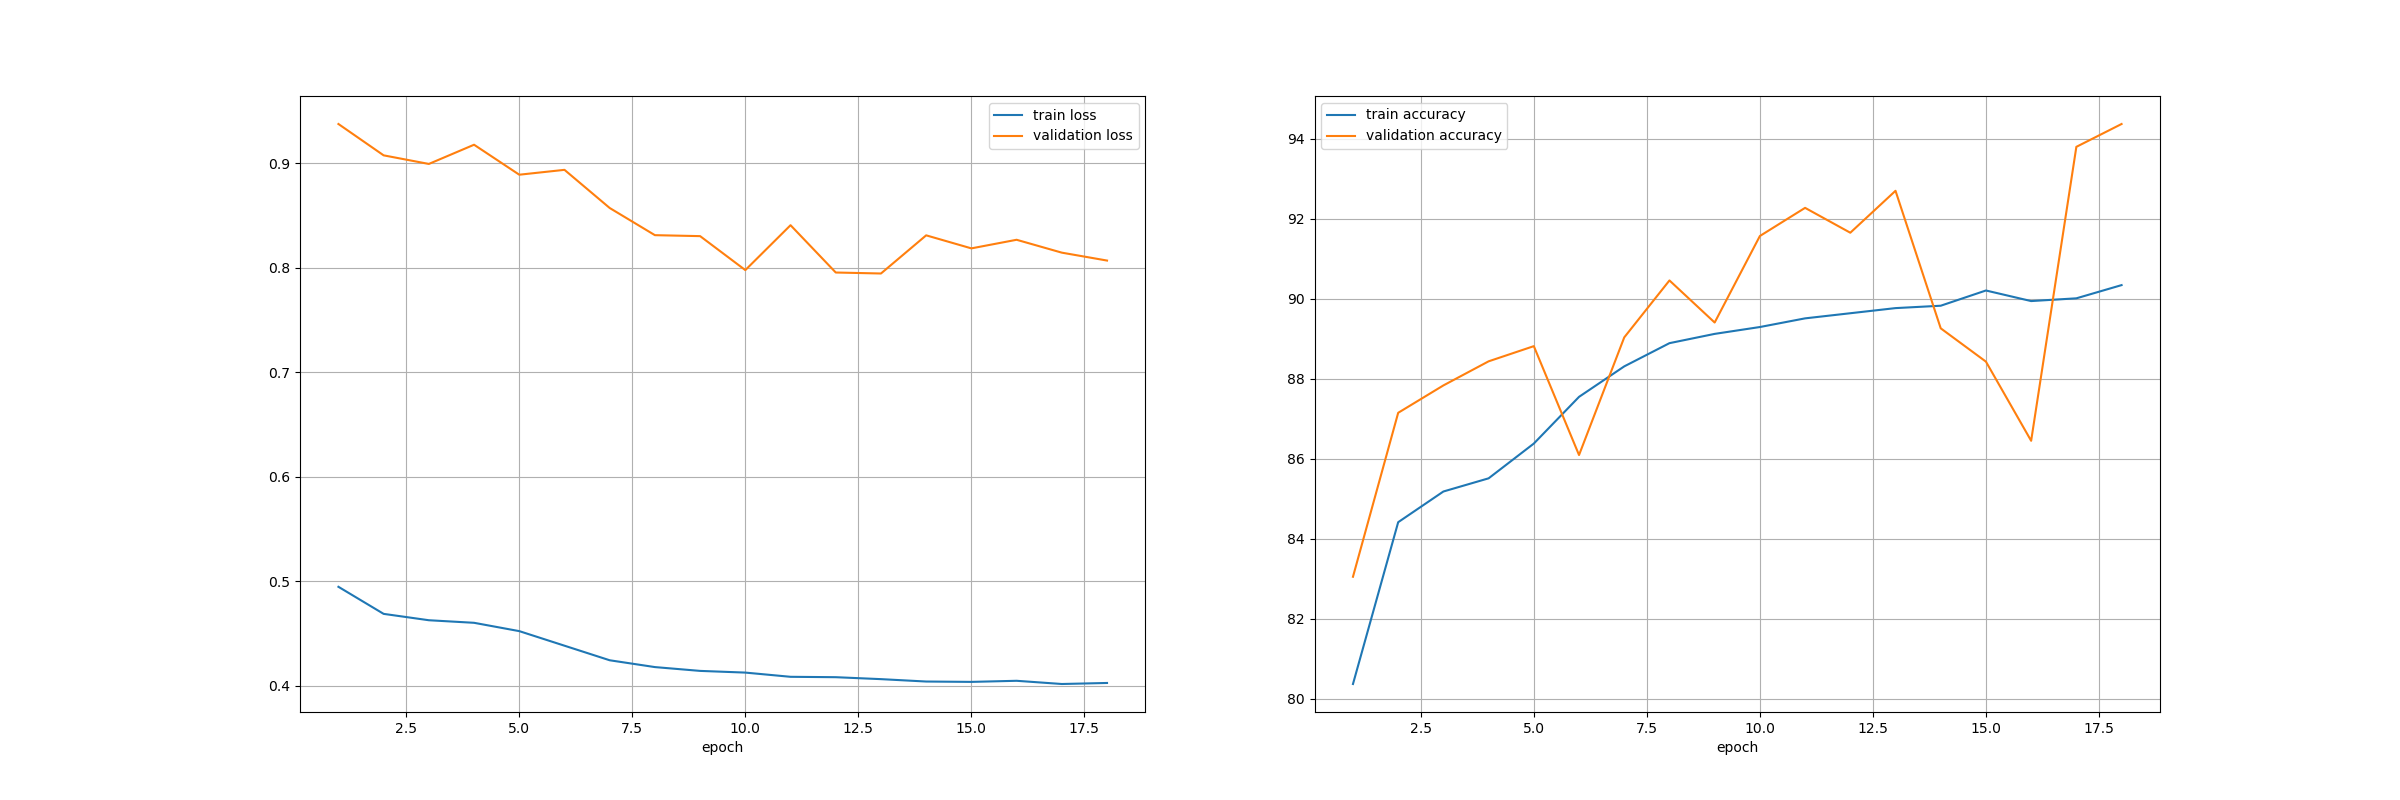 train loss
validation loss
0.9
0.8
0.7
0.6
0.5
0.4
2.5 5.0 7.5 10.0 12.5 15.0 17.5
epoch
train accuracy
validation accuracy
94
92
90
88
86
84
82
80
2.5 5.0 7.5 10.0 12.5 15.0 17.5
epoch